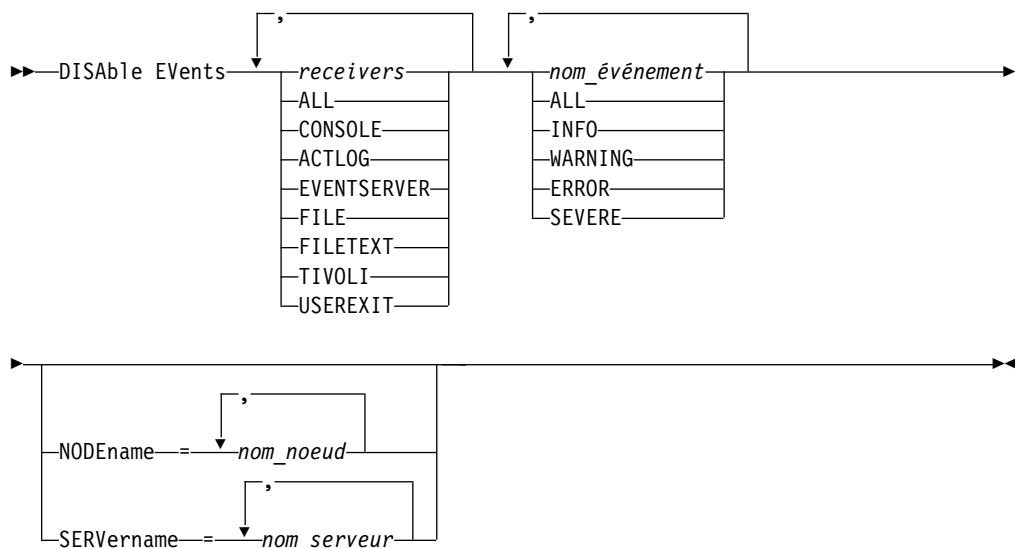 , ,
DISAble EVents receivers nom_événement
ALL ALL
CONSOLE INFO
ACTLOG WARNING
EVENTSERVER ERROR
FILE SEVERE
FILETEXT
TIVOLI
USEREXIT
,
NODEname = nom_noeud
,
SERVername = nom_serveur